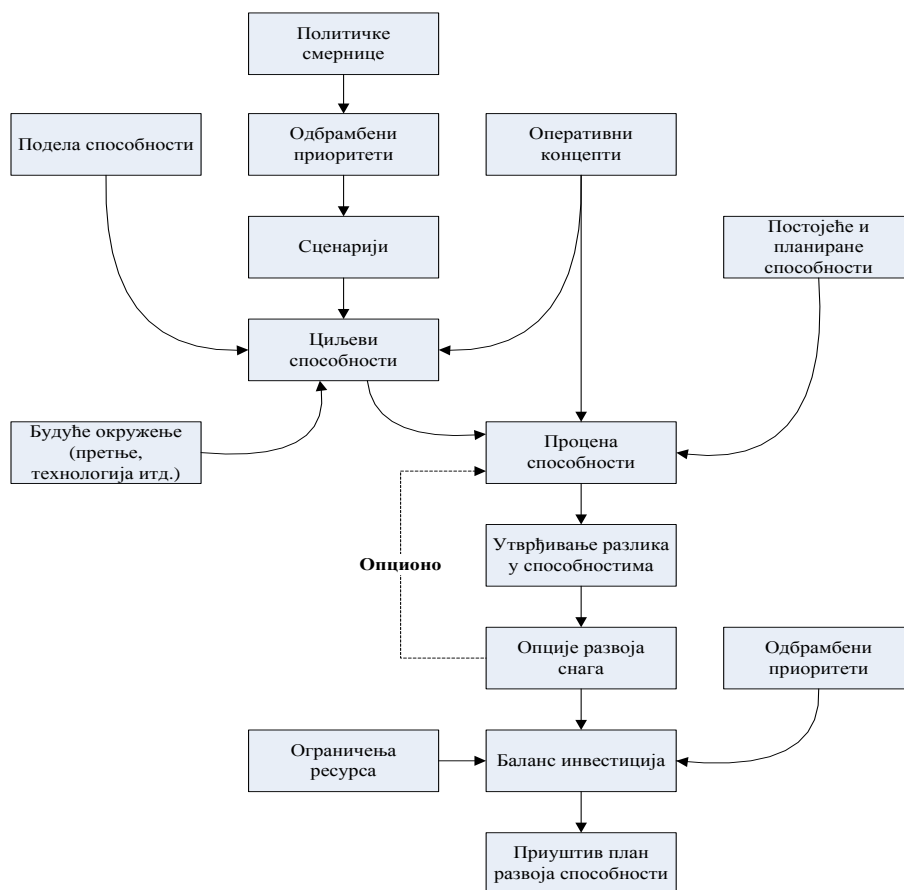 Политичке
смернице
Подела способности
Одбрамбени
приоритети
Оперативни
концепти
Сценарији
Постојеће и
планиране
способности
Циљеви
способности
Будуће окружење
(претње,
технологија итд.)
Процена
способности
Утврђивање разлика
у способностима
Опционо
Опције развоја
снага
Одбрамбени
приоритети
Ограничења
ресурса
Баланс инвестиција
Приуштив план
развоја способности